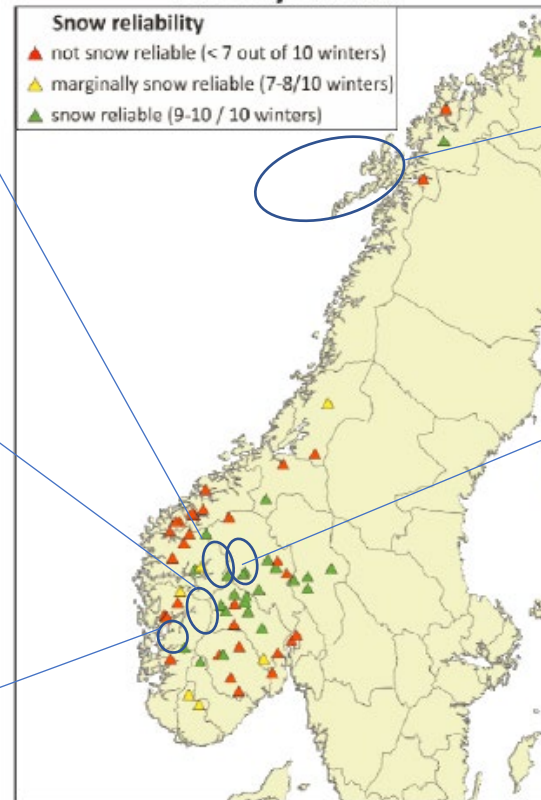 Snow reliability
not snow reliable (< 7 out of 10 winters)
marginally snow reliable (7-8/10 winters)
snow reliable (9-10 / 10 winters)